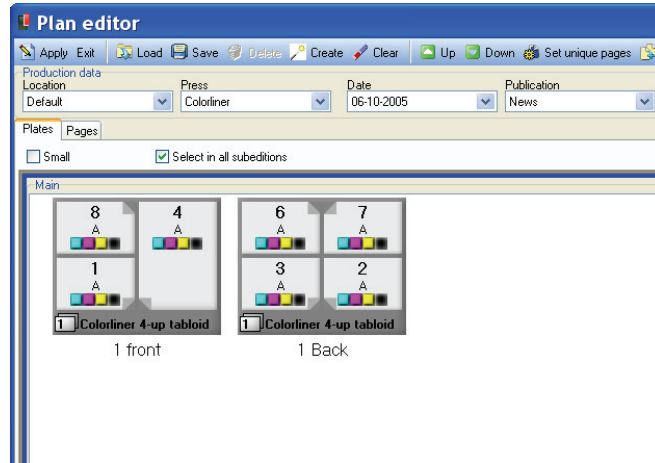 Plan editor
Apply Exit Load Save Delete Create Clear Up Down Set unique pages
Production data
Location Press Date Publication
Default Colorliner 06-10-2005 News
Plates Pages
Small Select in all subeditions
Main
8 4 6 7
A A A A
1 3 2
A A A
1 Colorliner 4-up tabloid 1 Colorliner 4-up tabloid
1 front 1 Back